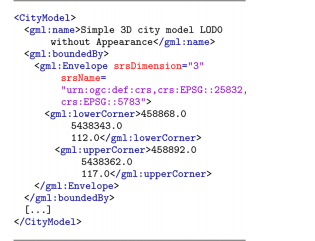 <CityModel>
<gml:name>Simple 3D city model LOD0
without Appearance</gml:name>
<gml:boundedBy>
<gml:Envelope srsDimension="3"
srsName=
"urn:ogc:def:crs,crs:EPSG::25832,
crs:EPSG::5783">
<gml:lowerCorner>458868.0
5438343.0
112.0</gml:lowerCorner>
<gml:upperCorner>458892.0
5438362.0
117.0</gml:upperCorner>
</gml:Envelope>
</gml:boundedBy>
[...]
</CityModel>